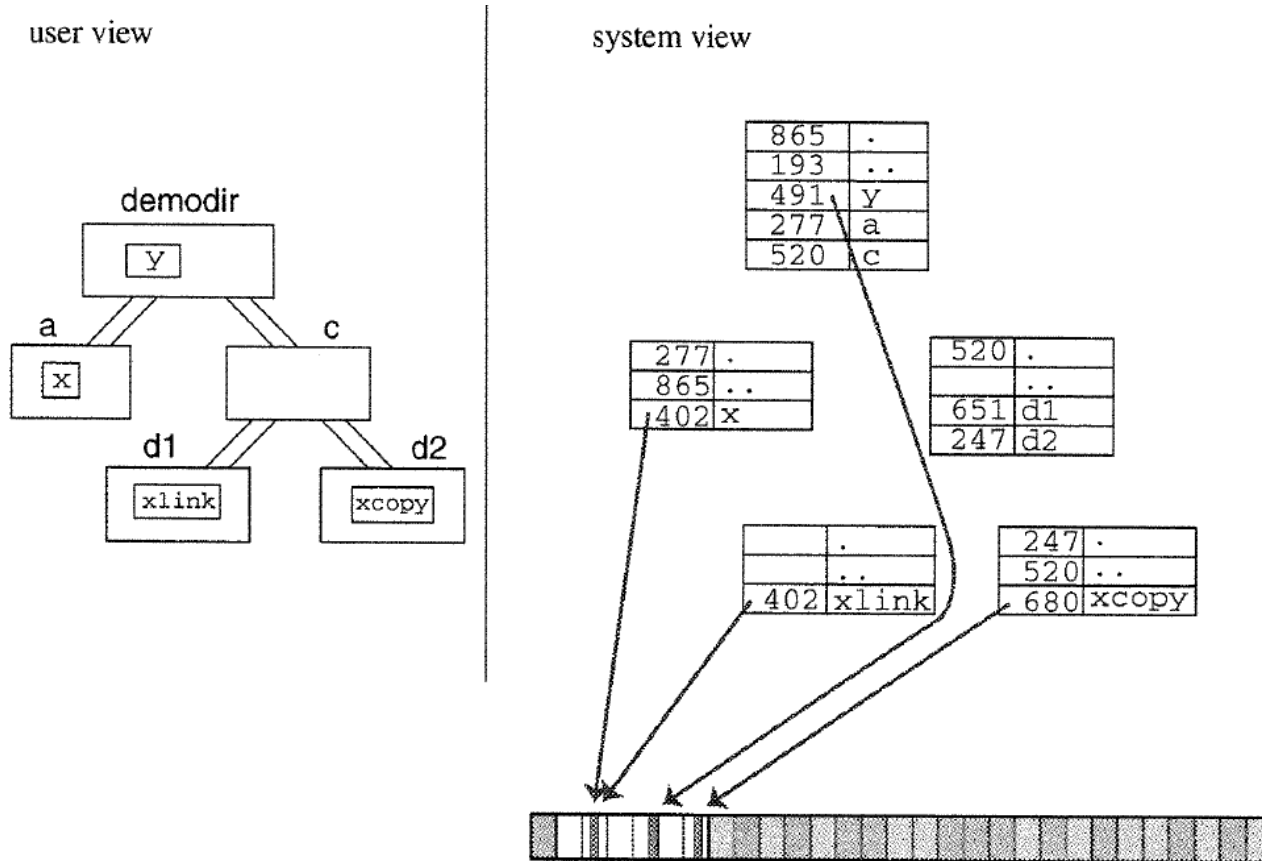 user view
system view
demodir
y
a
c
x
d1
d2
xlink
xcopy
865 .
193 ..
491 y
277 a
520 c
277 .
865 ..
402 x
520 .
..
651 d1
247 d2
.
..
402 xlink
247 .
520 ..
680 xcopy